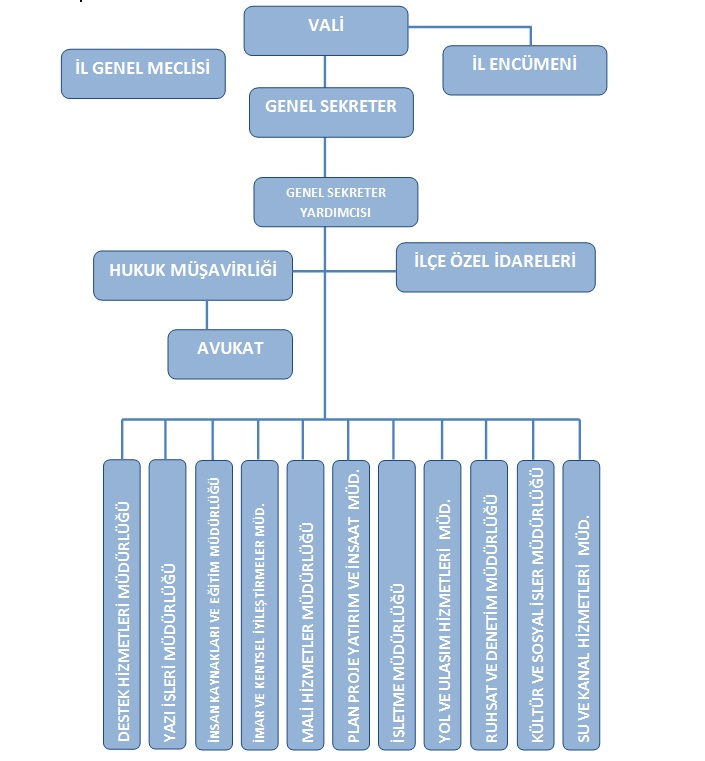 VALİ
İL GENEL MECLİSİ
İL ENCÜMENİ
GENEL SEKRETER
GENEL SEKRETER
YARDIMCISI
HUKUK MÜŞAVİRLİĞİ
İLÇE ÖZEL İDARELERİ
AVUKAT
DESTEK HİZMETLERİ MÜDÜRLÜĞÜ
YAZI İŞLERİ MÜDÜRLÜĞÜ
İNSAN KAYNAKLARI VE EĞİTİM MÜDÜRLÜĞÜ
İMAR VE KENTSEL İYİLEŞTİRMELER MÜD.
MALİ HİZMETLER MÜDÜRLÜĞÜ
PLAN PROJE YATIRIM VE İNSAAT MÜD.
İŞLETME MÜDÜRLÜĞÜ
YOL VE ULAŞIM HİZMETLERİ MÜD.
RUHSAT VE DENETİM MÜDÜRLÜĞÜ
KÜLTÜR VE SOSYAL İŞLER MÜDÜRLÜĞÜ
SU VE KANAL HİZMETLERİ MÜD.